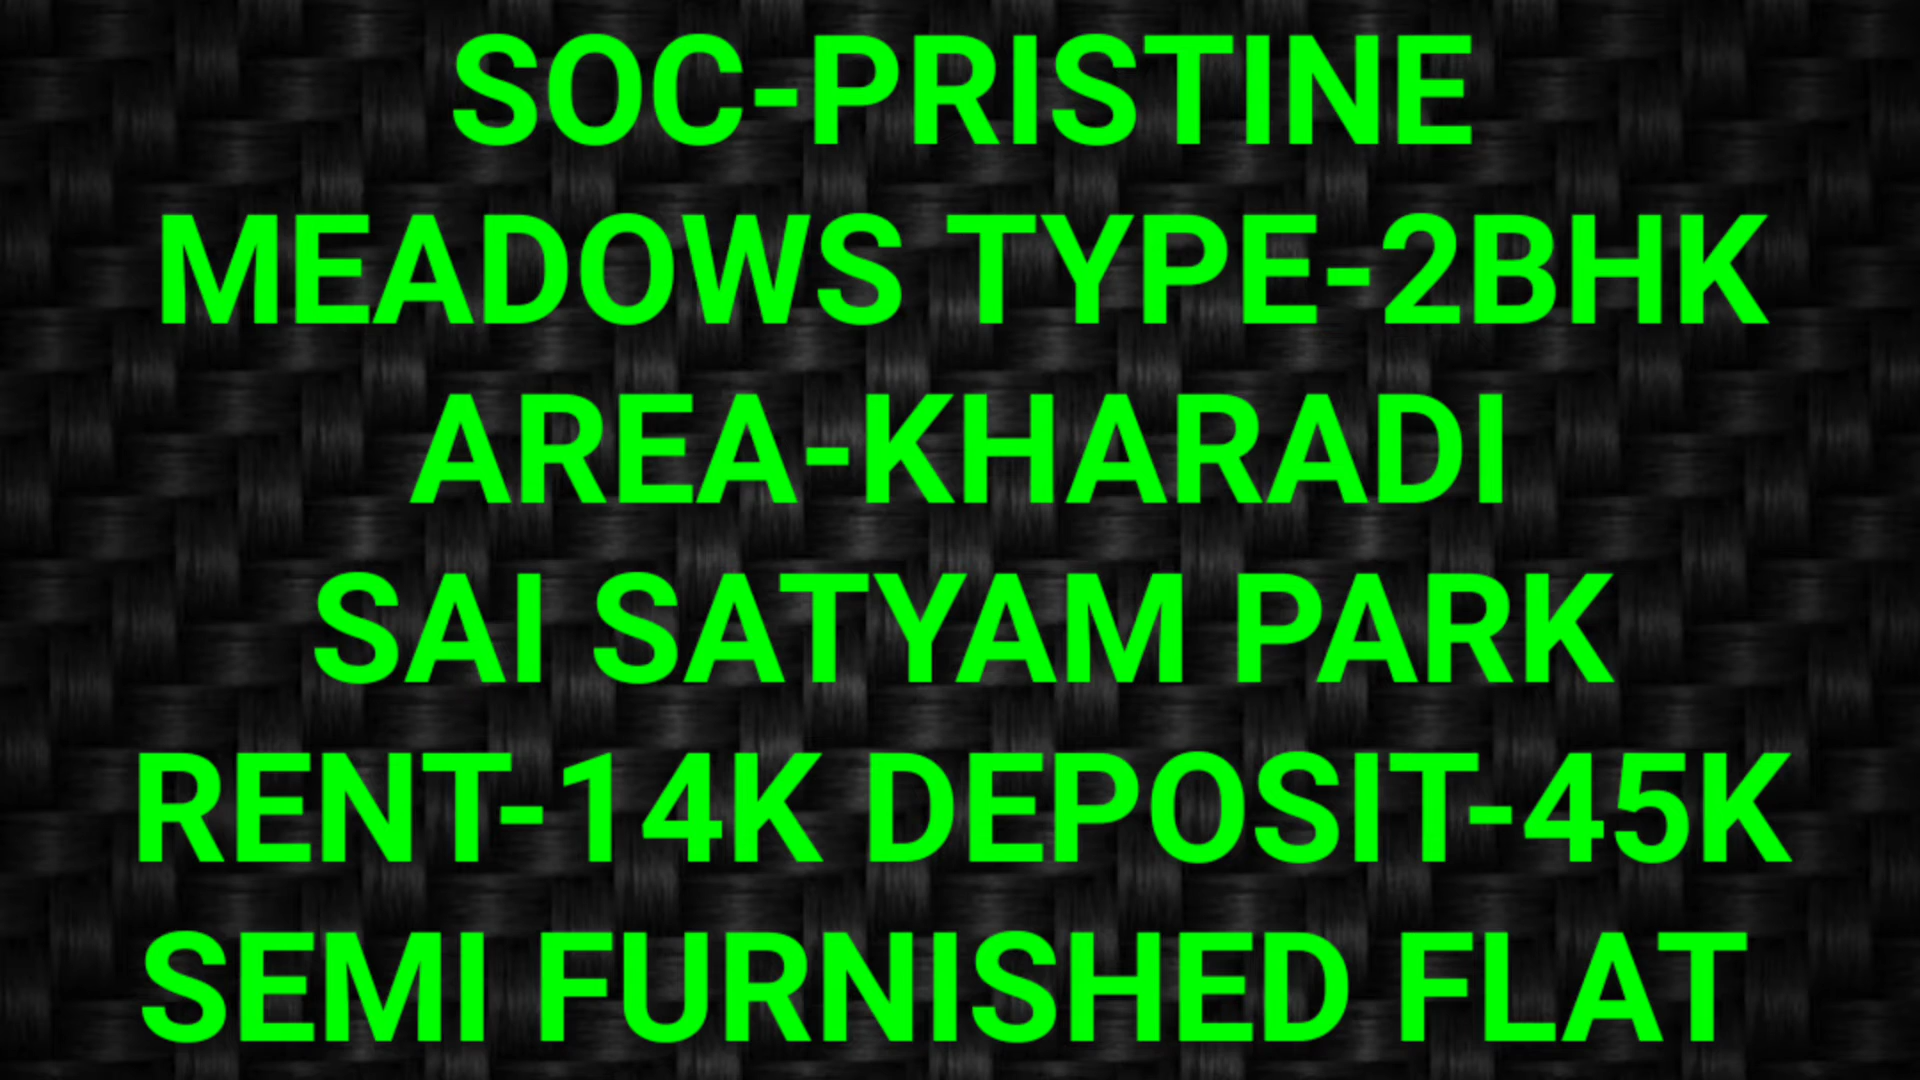 SOC-PRISTINE
MEADOWS TYPE-2BHK
AREA-KHARADI
SAI SATYAM PARK
RENT-14K DEPOSIT-45K
SEMI FURNISHED FLAT